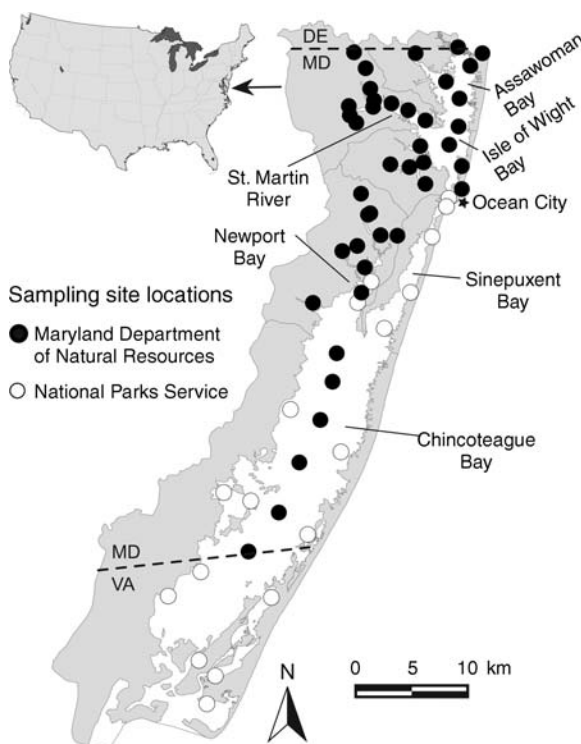 DE
MD
Assawoman
Bay
Isle of Wight
Bay
St. Martin
River
Ocean City
Newport
Bay
Sinepuxent
Bay
Sampling site locations
Maryland Department
of Natural Resources
National Parks Service
Chincoteague
Bay
MD
VA
N
0 5 10 km